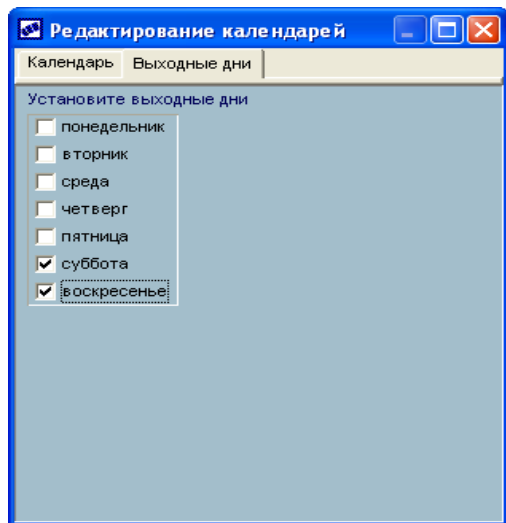 Редактирование календарей
Календарь Выходные дни
Установите выходные дни
понедельник
вторник
среда
четверг
пятница
суббота
воскресенье